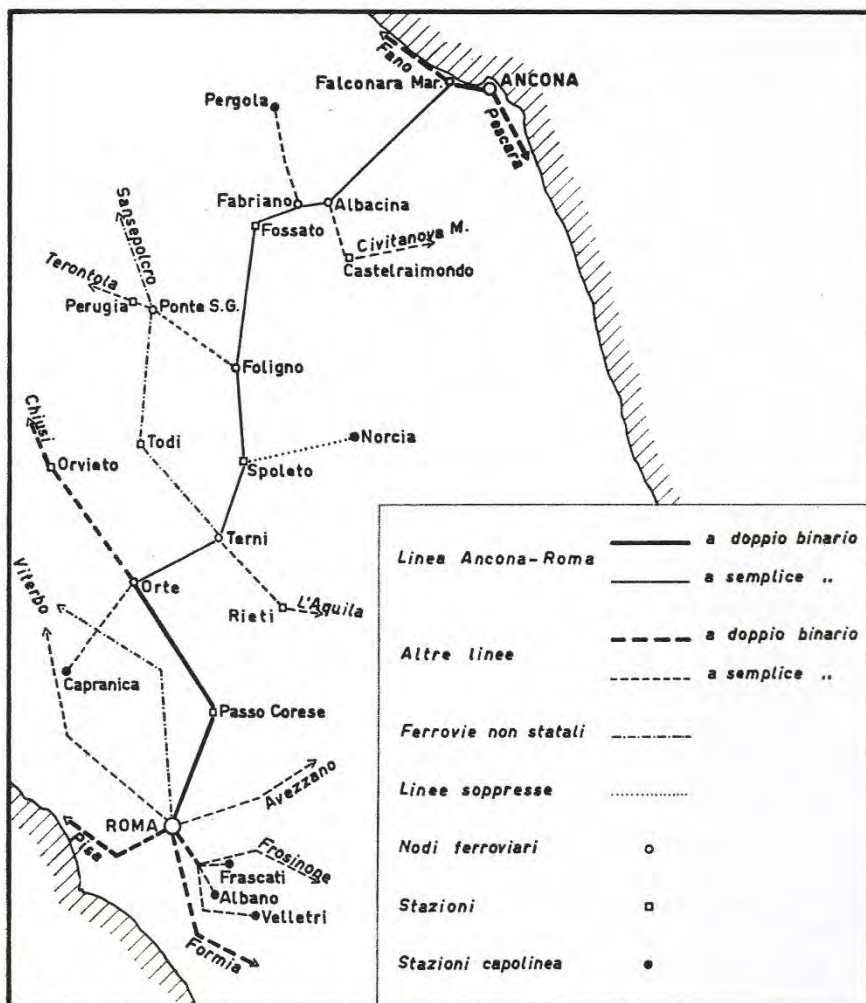 Fano
Falconara Mar.
ANCONA
Pescara
Pergola
Fabriano
Albacina
Fossato
Civitanova M.
Castelraimondo
Sansepolcro
Terontola
Perugia
Ponte S.G.
Foligno
Chiusi
Todi
Norcia
Orvieto
Spoleto
Terni
Orte
Viterbo
Rieti
L'Aquila
Capranica
Passo Corese
Avezzano
ROMA
Pisa
Frosinone
Frascati
Albano
Velletri
Formia
Linea Ancona-Roma
a doppio binario
a semplice ,,
Altre linee
a doppio binario
a semplice ,,
Ferrovie non statali
Linee soppresse
Nodi ferroviari
Stazioni
Stazioni capolinea